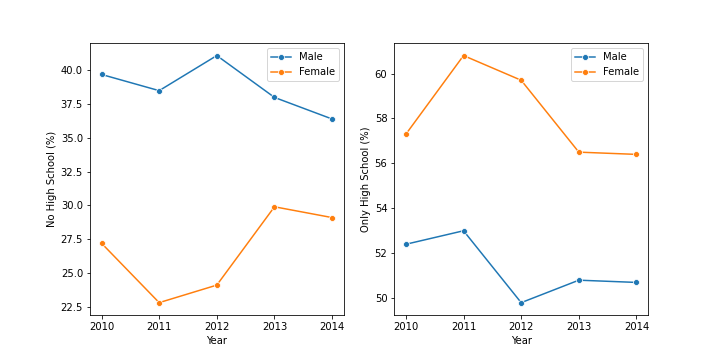 No High School (%)
40.0
37.5
35.0
32.5
30.0
27.5
25.0
22.5
2010 2011 2012 2013 2014
Year
Male
Female
Only High School (%)
60
58
56
54
52
50
2010 2011 2012 2013 2014
Year
Male
Female